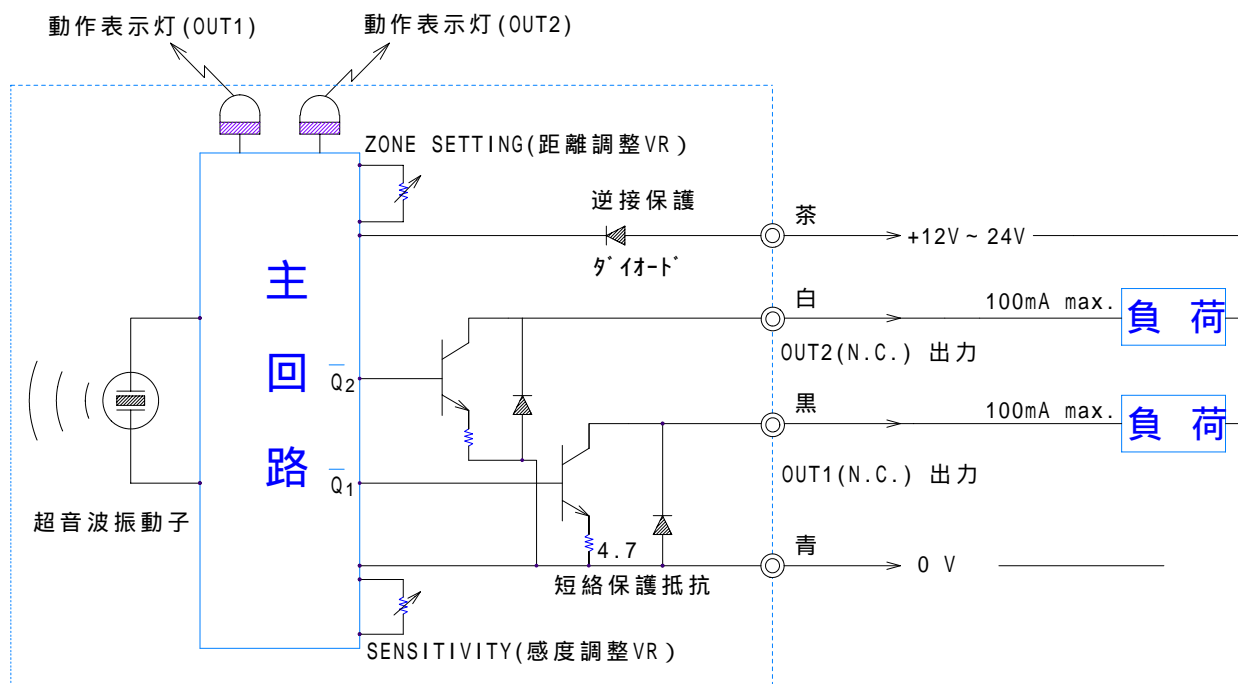 動作表示灯(OUT1)
動作表示灯(OUT2)
ZONE SETTING(距離調整VR)
逆接保護
ダイオード
茶
+12V~24V
主回路
白
100mA max.
負荷
OUT2(N.C.) 出力
Q2
黒
100mA max.
負荷
OUT1(N.C.) 出力
Q1
超音波振動子
4.7
短絡保護抵抗
青
0 V
SENSITIVITY(感度調整VR)